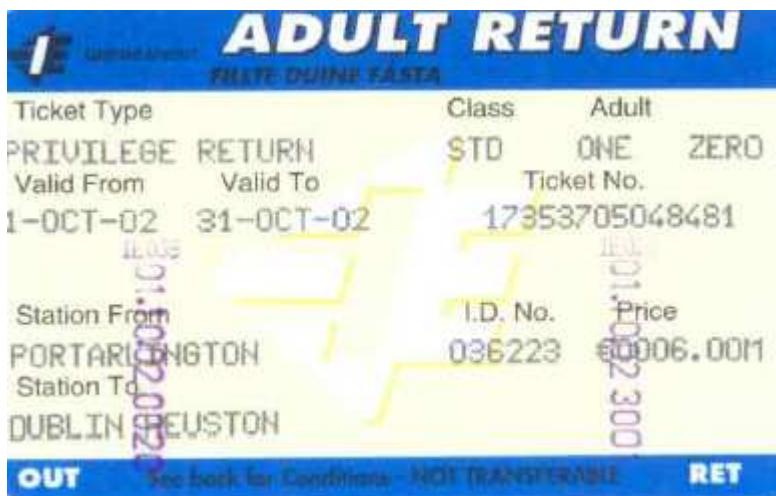 ADULT RETURN
FILLTE DUINE FÁSTA
Ticket Type Class Adult
PRIVILEGE RETURN STD ONE ZERO
Valid From Valid To Ticket No.
1-OCT-02 31-OCT-02 17353705048481
Station From I.D. No. Price
PORTARLINGTON 036223 €0006.00M
Station To
DUBLIN HEUSTON
OUT See back for Conditions - NOT TRANSFERABLE RET